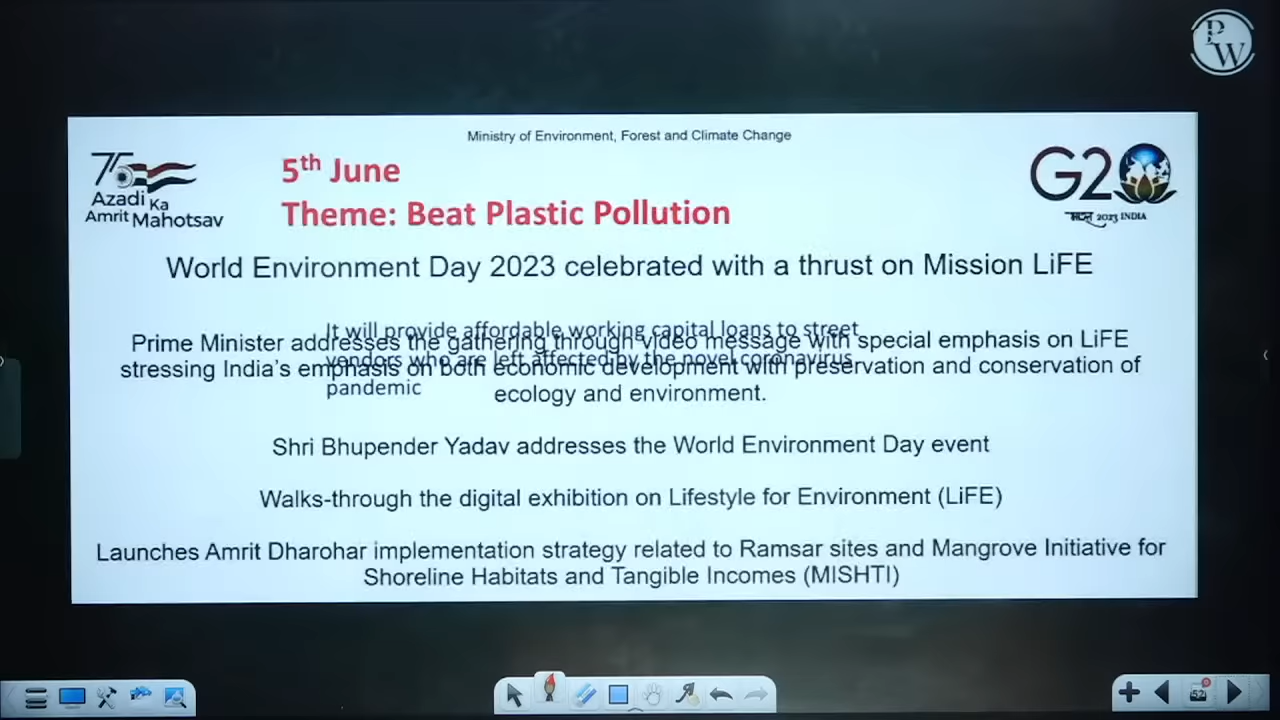 PW
Ministry of Environment, Forest and Climate Change
75
Azadi Ka
Amrit Mahotsav
5th June
Theme: Beat Plastic Pollution
G20
भारत 2023 INDIA
World Environment Day 2023 celebrated with a thrust on Mission LiFE
It will provide affordable working capital loans to street
vendors who are left affected by the novel coronavirus
pandemic
Prime Minister addresses the gathering through video message with special emphasis on LiFE
stressing India's emphasis on both economic development with preservation and conservation of
ecology and environment.
Shri Bhupender Yadav addresses the World Environment Day event
Walks-through the digital exhibition on Lifestyle for Environment (LiFE)
Launches Amrit Dharohar implementation strategy related to Ramsar sites and Mangrove Initiative for
Shoreline Habitats and Tangible Incomes (MISHTI)
52